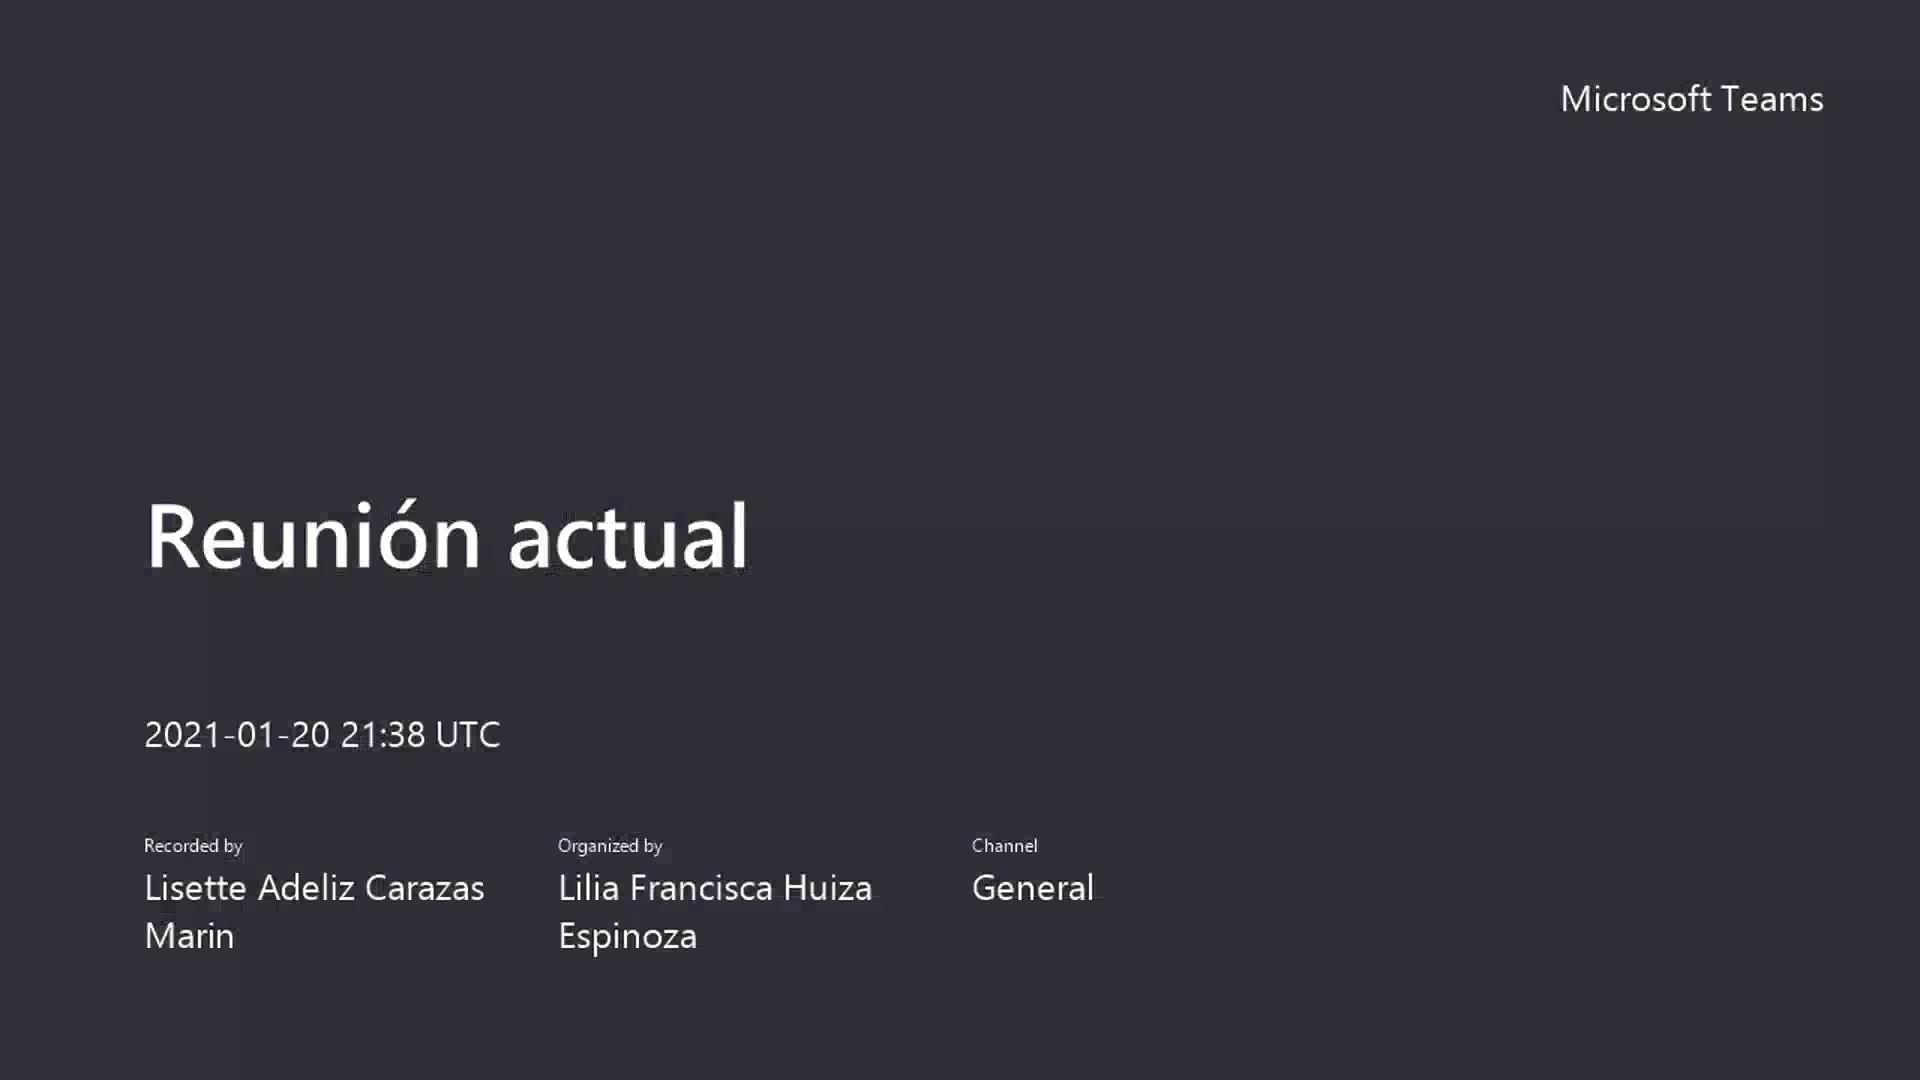 Microsoft Teams
Reunión actual
2021-01-20 21:38 UTC
Recorded by
Lisette Adeliz Carazas
Marin
Organized by
Lilia Francisca Huiza
Espinoza
Channel
General